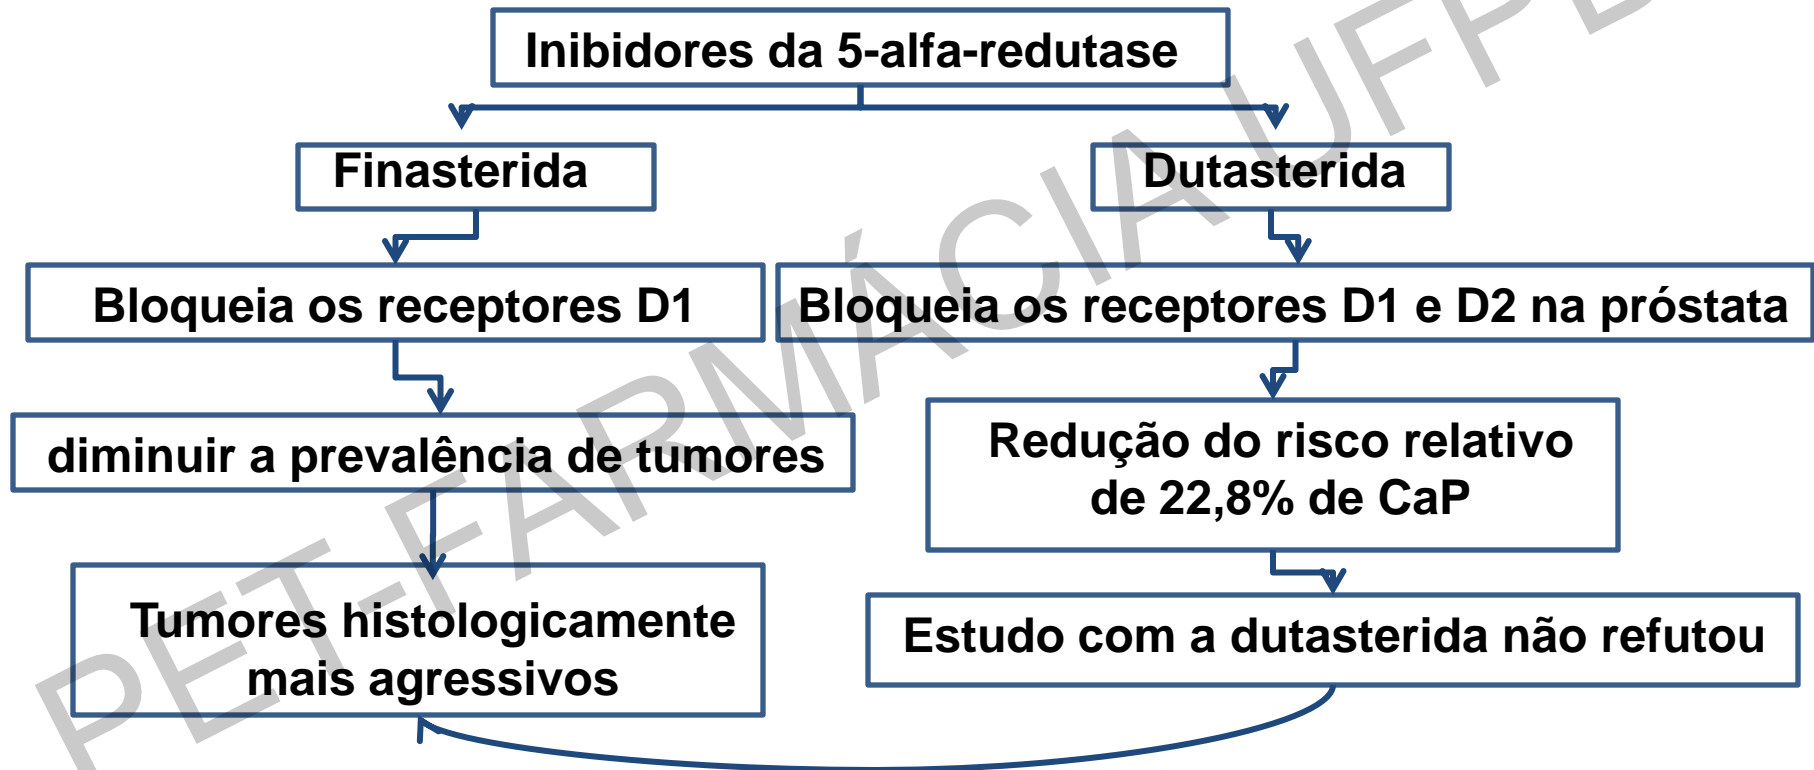 Inibidores da 5-alfa-redutase
Finasterida
Dutasterida
Bloqueia os receptores D1
Bloqueia os receptores D1 e D2 na próstata
diminuir a prevalência de tumores
Redução do risco relativo
de 22,8% de CaP
Tumores histologicamente
mais agressivos
Estudo com a dutasterida não refutou
PET-FARMÁCIA UFPE